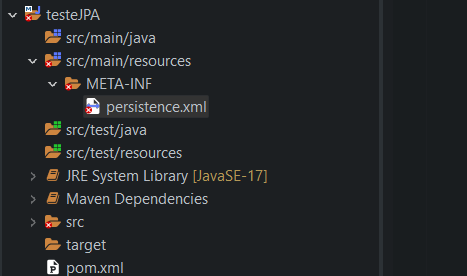 testeJPA
src/main/java
src/main/resources
META-INF
persistence.xml
src/test/java
src/test/resources
JRE System Library [JavaSE-17]
Maven Dependencies
src
target
pom.xml